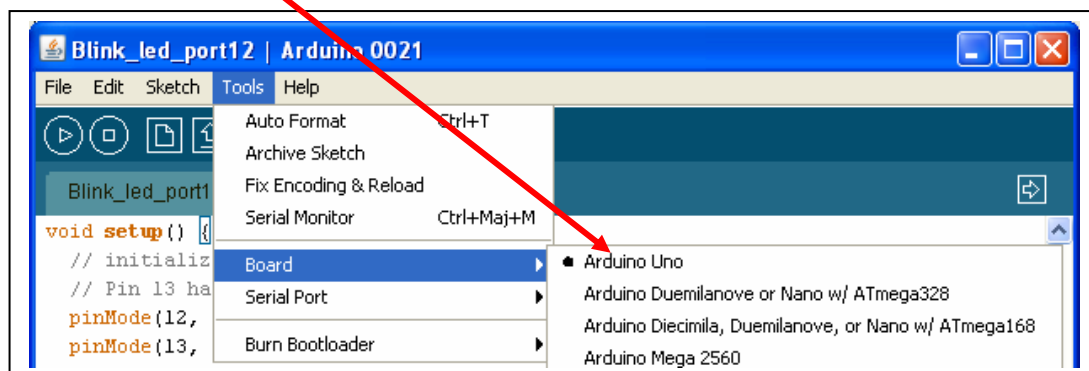 Blink_led_port12 | Arduino 0021
File Edit Sketch Tools Help
Auto Format Ctrl+T
Archive Sketch
Fix Encoding & Reload
Serial Monitor Ctrl+Maj+M
Board
Serial Port
Burn Bootloader
Arduino Uno
Arduino Duemilanove or Nano w/ ATmega328
Arduino Diecimila, Duemilanove, or Nano w/ ATmega168
Arduino Mega 2560
Blink_led_port1
void setup() {
// initializ
// Pin 13 ha
pinMode(12,
pinMode(13,